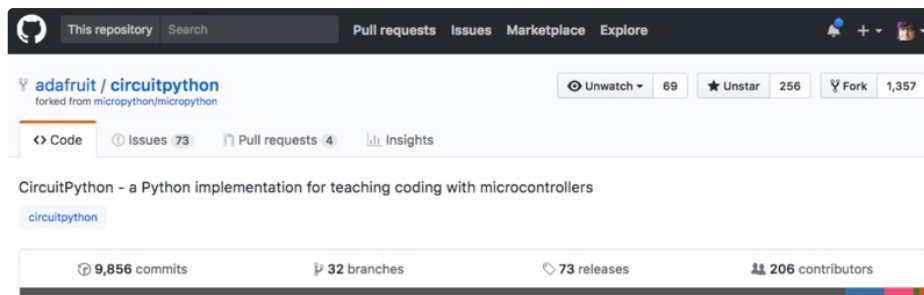 This repository Search Pull requests Issues Marketplace Explore
adafruit / circuitpython Unwatch 69 Unstar 256 Fork 1,357
forked from micropython/micropython
<> Code Issues 73 Pull requests 4 Insights
CircuitPython - a Python implementation for teaching coding with microcontrollers
circuitpython
9,856 commits 32 branches 73 releases 206 contributors